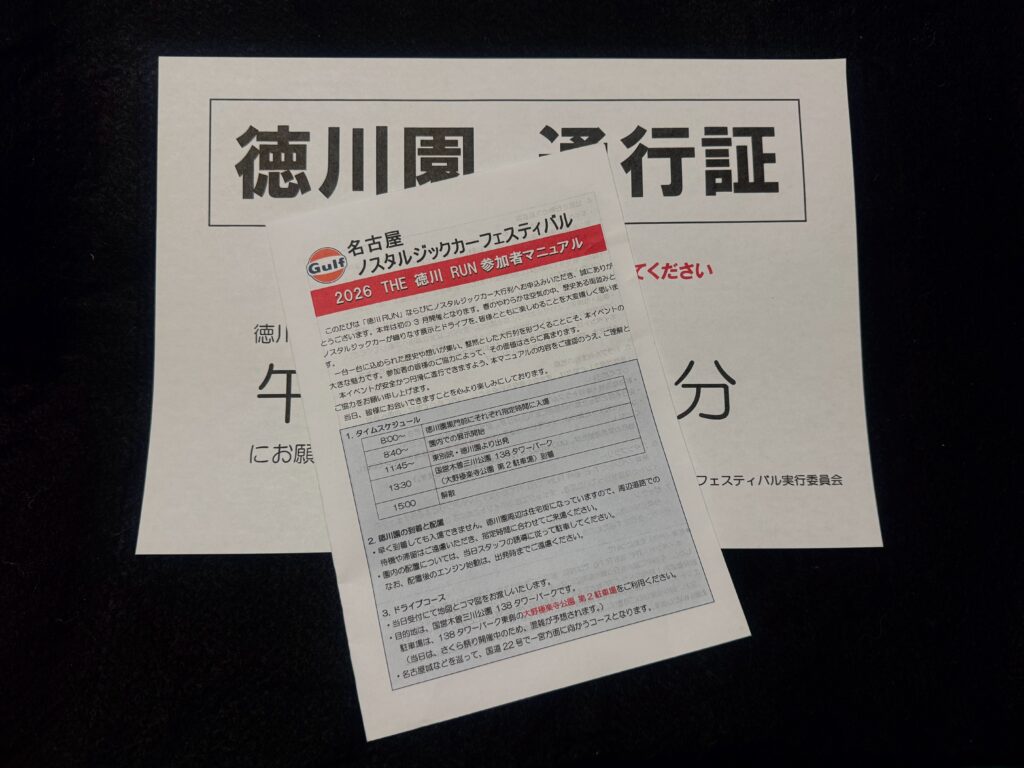 徳川園 通行証
てください
徳川
午
分
にお願
フェスティバル実行委員会
Gulf
名古屋
ノスタルジックカーフェスティバル
2026 THE 徳川 RUN 参加者マニュアル
このたびは「徳川RUN」ならびにノスタルジックカー大行列へお申込みいただき、誠にありが
とうございます。本年は初の3月開催となります。春のやわらかな空気の中、歴史ある街並みと
ノスタルジックカーが織りなす展示とドライブを、皆様とともに楽しめることを大変嬉しく思いま
す。
一台一台に込められた歴史や想いが集い、整然とした大行列を形づくることこそ、本イベントの
大きな魅力です。参加者の皆様のご協力によって、その価値はさらに高まります。
本イベントが安全かつ円滑に進行できますよう、本マニュアルの内容をご確認のうえ、ご理解と
ご協力をお願い申し上げます。
当日、皆様にお会いできますことを心より楽しみにしております。
1. タイムスケジュール
8:00～ 徳川園黒門前にそれぞれ指定時間に入場
8:40～ 園内での展示開始
11:45～ 東別院・徳川園より出発
13:30 国営木曽三川公園 138タワーパーク
（大野極楽寺公園 第2駐車場）到着
15:00 解散
2. 徳川園の到着と配置
・早く到着しても入場できません。徳川園周辺は住宅街になっていますので、周辺道路での
待機や滞留はご遠慮いただき、指定時間に合わせてご来場ください。
・園内の配置については、当日スタッフの誘導に従って駐車してください。
なお、配置後のエンジン始動は、出発時までご遠慮ください。
3. ドライブコース
・当日受付にて地図とコマ図をお渡しいたします。
・目的地は、国営木曽三川公園 138タワーパークです。
駐車場は、138タワーパーク東側の大野極楽寺公園 第2駐車場をご利用ください。
（当日は、さくら祭り開催中のため、混雑が予想されます。）
・名古屋城などを巡って、国道22号で一宮方面に向かうコースとなります。